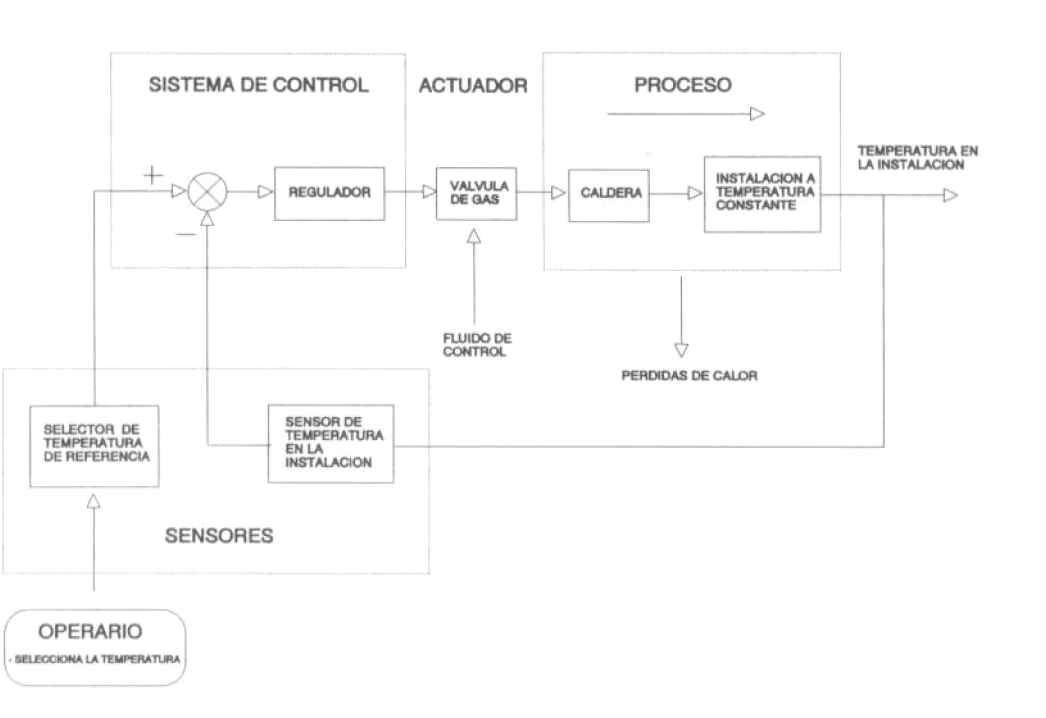 SISTEMA DE CONTROL
ACTUADOR
PROCESO
TEMPERATURA EN
LA INSTALACION
+
REGULADOR
VALVULA
DE GAS
CALDERA
INSTALACION A
TEMPERATURA
CONSTANTE
—
FLUIDO DE
CONTROL
PERDIDAS DE CALOR
SELECTOR DE
TEMPERATURA
DE REFERENCIA
SENSOR DE
TEMPERATURA
EN LA
INSTALACION
SENSORES
OPERARIO
- SELECCIONA LA TEMPERATURA